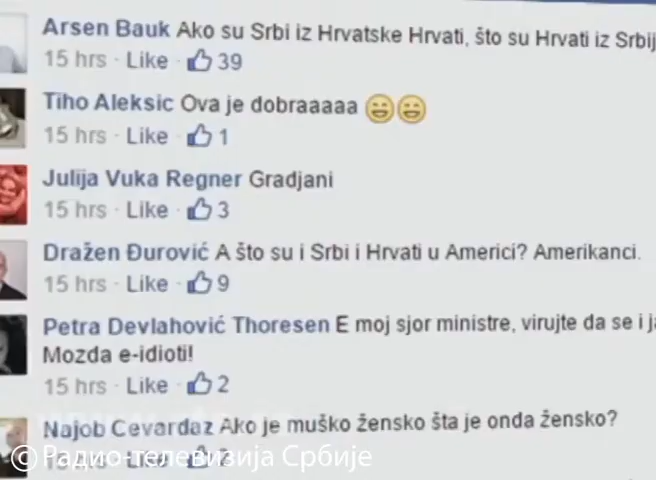 Arsen Bauk Ako su Srbi iz Hrvatske Hrvati, što su Hrvati iz
15 hrs · Like · 39
Tiho Aleksic Ova je dobraaaaa
15 hrs · Like · 1
Julija Vuka Regner Gradjani
15 hrs · Like · 3
Dražen Đurović A što su i Srbi i Hrvati u Americi? Amerikanci.
15 hrs · Like · 9
Petra Devlahović Thoresen E moj sjor ministre, virujte da se i
Mozda e-idioti!
15 hrs · Like · 2
Najob Cevardaz Ako je muško žensko šta je onda žensko?
© Радио-телевизија Србије